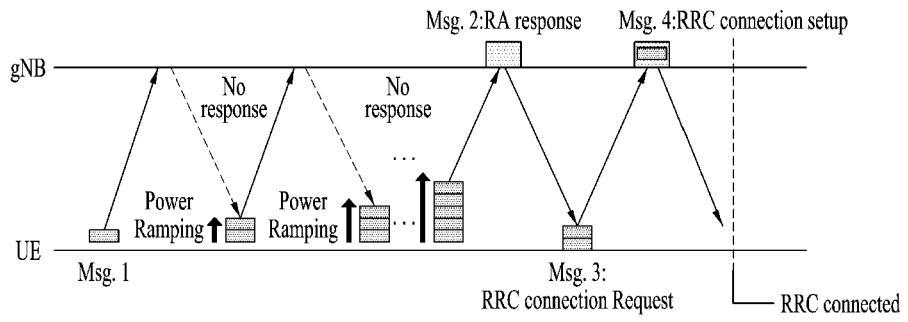 Msg. 2:RA response
Msg. 4:RRC connection setup
gNB
No
response
No
response
...
Power
Ramping
Power
Ramping
...
UE
Msg. 1
Msg. 3:
RRC connection Request
RRC connected